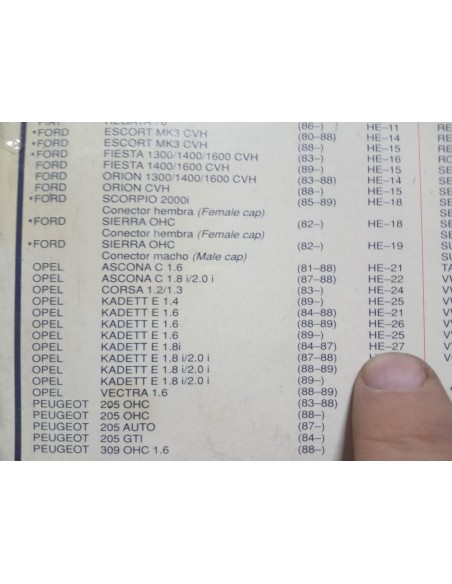 FIAT REGATA 70 (86–) HE–11
*FORD ESCORT MK3 CVH (80–88) HE–14
*FORD ESCORT MK3 CVH (88–) HE–15
*FORD FIESTA 1300/1400/1600 CVH (83–) HE–16
FORD FIESTA 1400/1600 CVH (89–) HE–15
FORD ORION 1300/1400/1600 CVH (83–88) HE–14
FORD ORION CVH (88–) HE–15
*FORD SCORPIO 2000i (85–89) HE–18
Conector hembra (Female cap)
*FORD SIERRA OHC (82–) HE–18
Conector hembra (Female cap)
*FORD SIERRA OHC (82–) HE–19
Conector macho (Male cap)
OPEL ASCONA C 1.6 (81–88) HE–21
OPEL ASCONA C 1.8 i/2.0 i (87–88) HE–22
OPEL CORSA 1.2/1.3 (83–) HE–24
OPEL KADETT E 1.4 (89–) HE–25
OPEL KADETT E 1.6 (84–88) HE–21
OPEL KADETT E 1.6 (88–89) HE–26
OPEL KADETT E 1.6 (89–) HE–25
OPEL KADETT E 1.8i (84–87) HE–27
OPEL KADETT E 1.8 i/2.0 i (87–88)
OPEL KADETT E 1.8 i/2.0 i (88–89)
OPEL KADETT E 1.8 i/2.0 i (89–)
OPEL VECTRA 1.6 (88–89)
PEUGEOT 205 OHC (83–88)
PEUGEOT 205 OHC (88–)
PEUGEOT 205 AUTO (87–)
PEUGEOT 205 GTI (84–)
PEUGEOT 309 OHC 1.6 (88–)